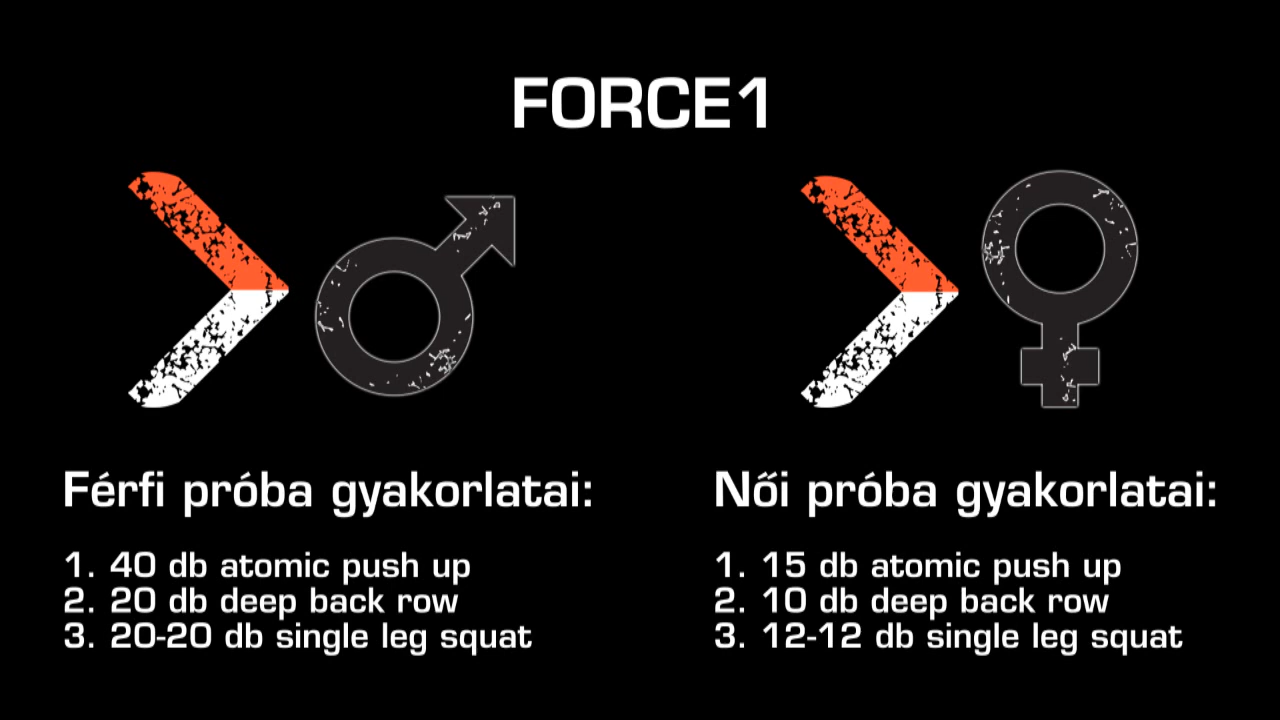 FORCE1
Férfi próba gyakorlatai:
1. 40 db atomic push up
2. 20 db deep back row
3. 20-20 db single leg squat
Női próba gyakorlatai:
1. 15 db atomic push up
2. 10 db deep back row
3. 12-12 db single leg squat